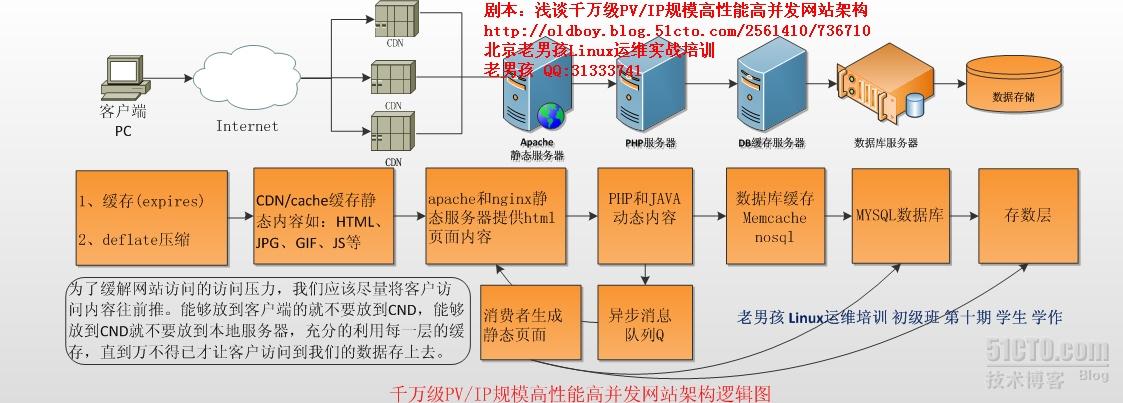 剧本：浅谈千万级PV/IP规模高性能高并发网站架构
http://oldboy.blog.51cto.com/2561410/736710
北京老男孩Linux运维实战培训
老男孩 QQ:31333741
CDN
CDN
CDN
客户端
PC
Internet
Apache
静态服务器
PHP服务器
DB缓存服务器
数据库服务器
数据存储
1、缓存(expires)
2、deflate压缩
CDN/cache缓存静
态内容如：HTML、
JPG、GIF、JS等
apache和nginx静
态服务器提供html
页面内容
PHP和JAVA
动态内容
数据库缓存
Memcache
nosql
MYSQL数据库
存数层
为了缓解网站访问的访问压力，我们应该尽量将客户访
问内容往前推。能够放到客户端的就不要放到CND，能够
放到CND就不要放到本地服务器，充分的利用每一层的缓
存，直到万不得已才让客户访问到我们的数据存上去。
消费者生成
静态页面
异步消息
队列Q
老男孩 Linux运维培训 初级班 第十期 学生 学作
51CTO.com
技术博客 Blog
千万级PV/IP规模高性能高并发网站架构逻辑图